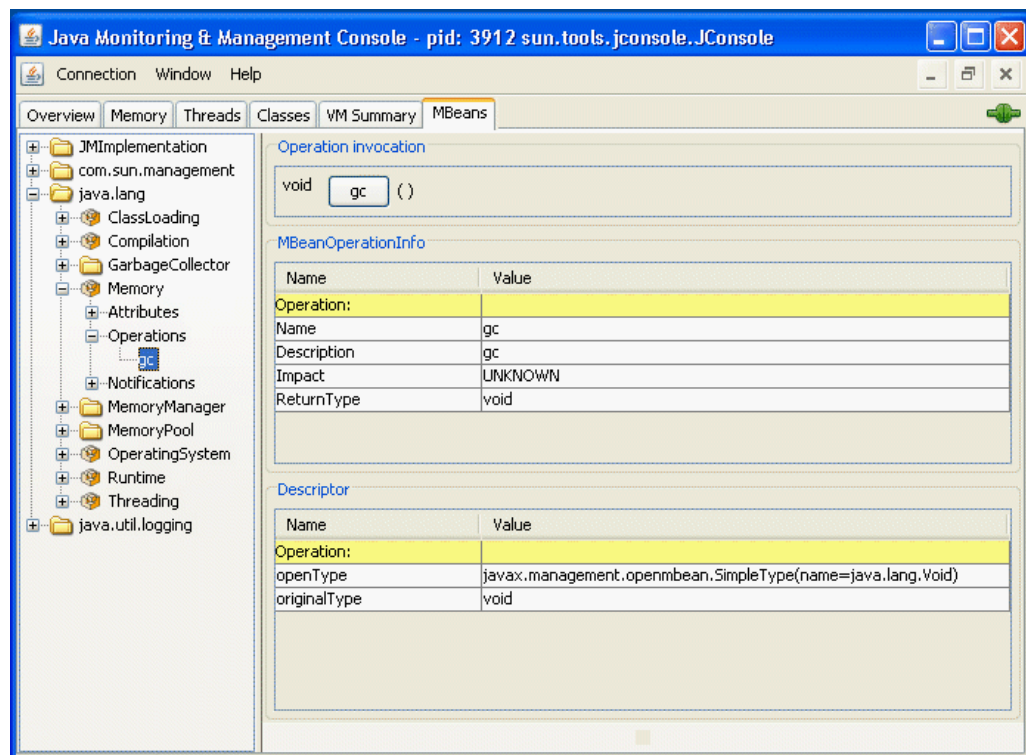 Java Monitoring & Management Console - pid: 3912 sun.tools.jconsole.JConsole
Connection Window Help
Overview Memory Threads Classes VM Summary MBeans
JMImplementation
com.sun.management
java.lang
ClassLoading
Compilation
GarbageCollector
Memory
Attributes
Operations
gc
Notifications
MemoryManager
MemoryPool
OperatingSystem
Runtime
Threading
java.util.logging
Operation invocation
void gc ( )
MBeanOperationInfo
Name Value
Operation:
Name gc
Description gc
Impact UNKNOWN
ReturnType void
Descriptor
Name Value
Operation:
openType javax.management.openmbean.SimpleType(name=java.lang.Void)
originalType void